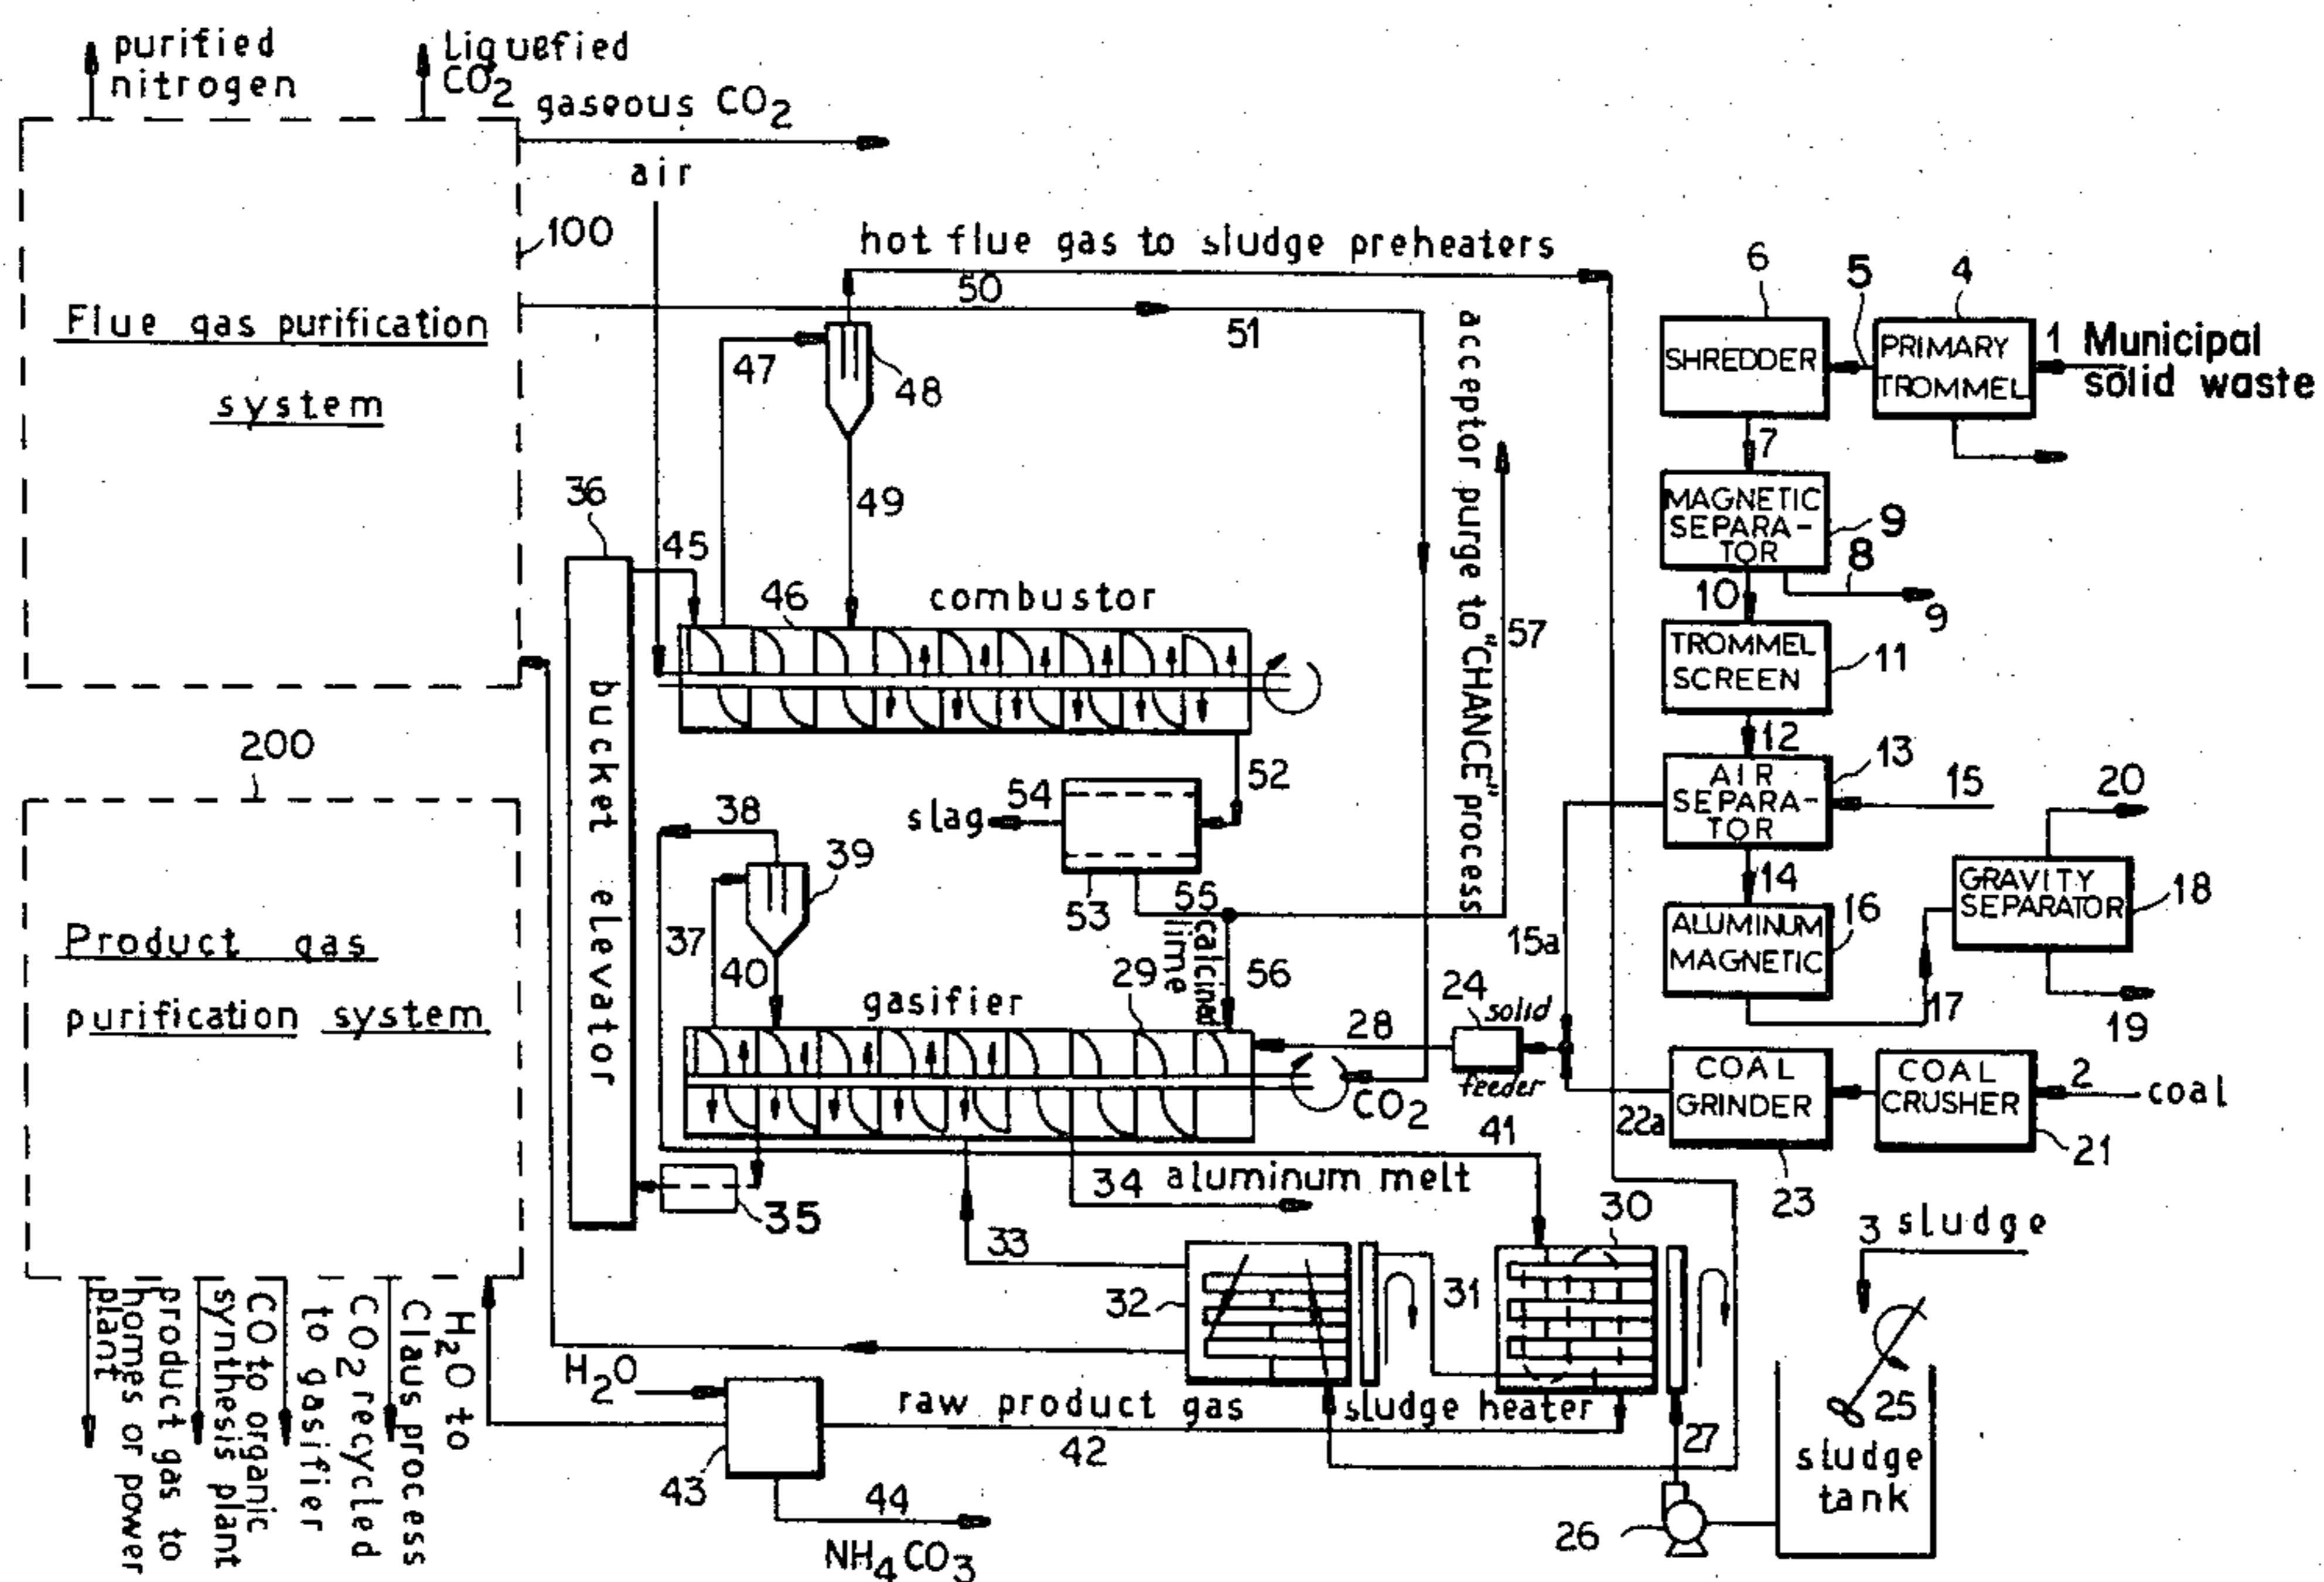 purified
nitrogen
Liquefied
CO2
gaseous CO2
air
100
Flue gas purification
system
hot flue gas to sludge preheaters
50
51
47
48
49
36
45
46
combustor
bucket elevator
acceptor purge to "CHANCE" process
57
6
5
4
SHREDDER
PRIMARY
TROMMEL
1 Municipal
solid waste
7
MAGNETIC
SEPARA-
TOR
9
8
10
9
TROMMEL
SCREEN
11
12
AIR
SEPARA-
TOR
13
15
20
14
ALUMINUM
MAGNETIC
16
GRAVITY
SEPARATOR
18
17
19
200
Product gas
purification system
38
39
37
40
slag
54
52
53
55
calcined
lime
56
29
gasifier
28
24
solid
feeder
15a
CO2
41
22a
COAL
GRINDER
23
COAL
CRUSHER
21
2
coal
34
aluminum melt
35
33
32
31
30
3 sludge
25
sludge
tank
26
27
H2O
43
raw product gas
42
sludge heater
44
NH4CO3
H2O to
Claus process
CO2 recycled
to gasifier
CO to organic
synthesis plant
product gas to
homes or power
plant